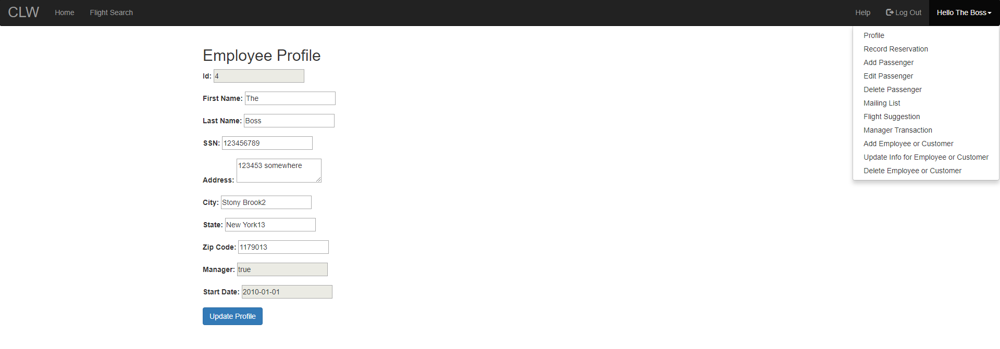 CLW Home Flight Search Help Log Out Hello The Boss
Profile
Record Reservation
Add Passenger
Edit Passenger
Delete Passenger
Mailing List
Flight Suggestion
Manager Transaction
Add Employee or Customer
Update Info for Employee or Customer
Delete Employee or Customer
Employee Profile
Id: 4
First Name: The
Last Name: Boss
SSN: 123456789
Address: 123453 somewhere
City: Stony Brook2
State: New York13
Zip Code: 1179013
Manager: true
Start Date: 2010-01-01
Update Profile